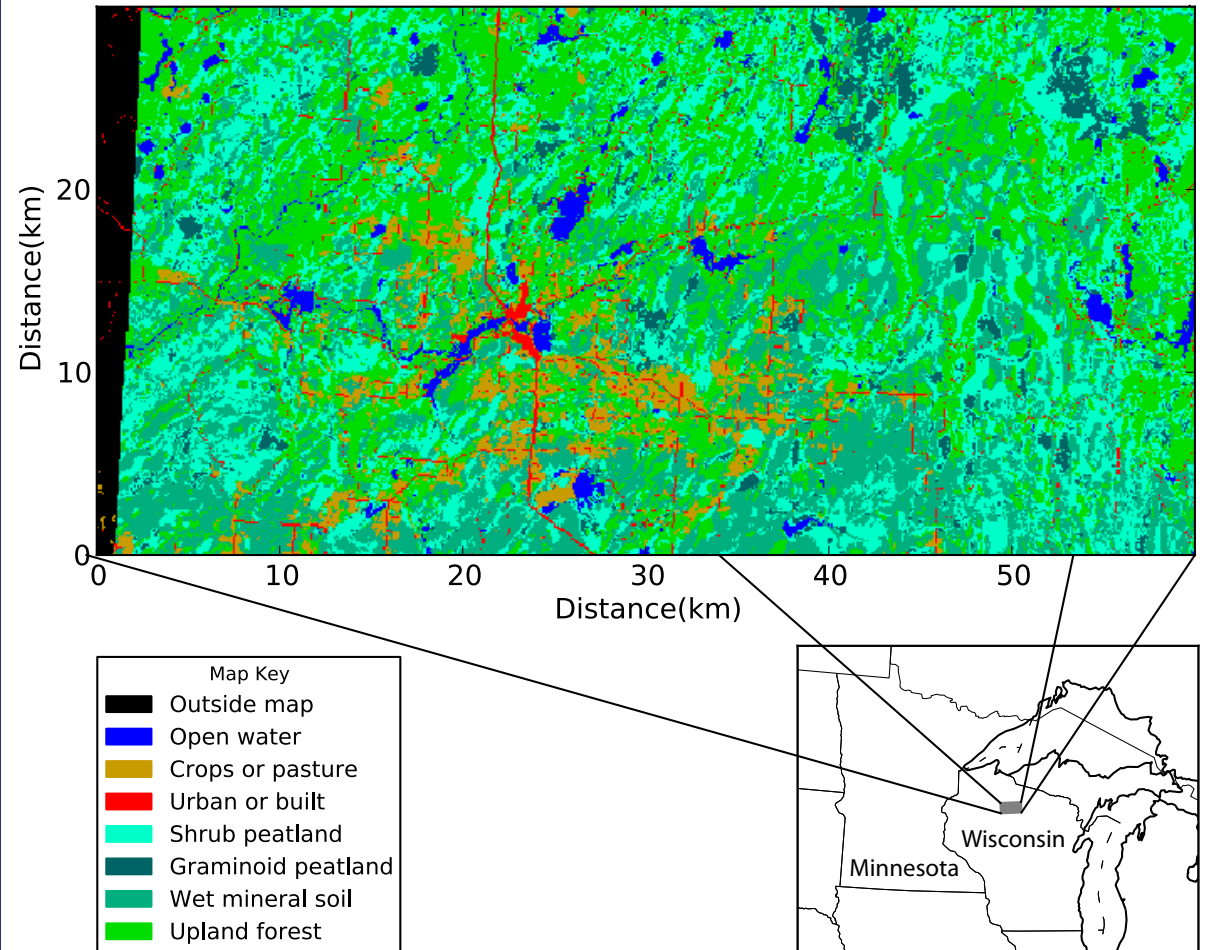 Distance(km)
20
10
0
0 10 20 30 40 50
Distance(km)
Map Key
Outside map
Open water
Crops or pasture
Urban or built
Shrub peatland
Graminoid peatland
Wet mineral soil
Upland forest
Wisconsin
Minnesota